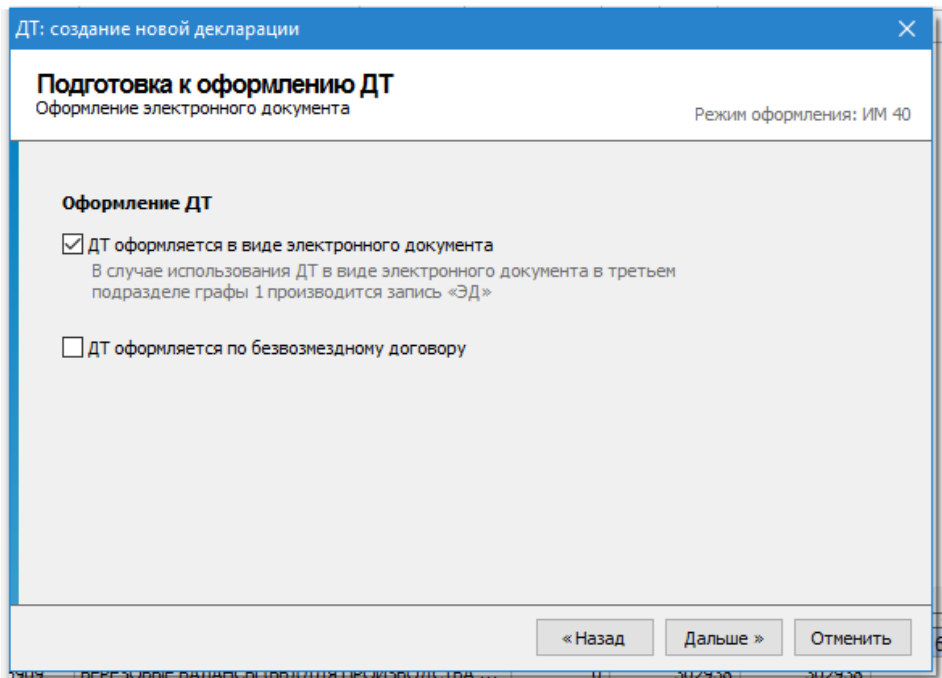 ДТ: создание новой декларации
Подготовка к оформлению ДТ
Оформление электронного документа
Режим оформления: ИМ 40
Оформление ДТ
ДТ оформляется в виде электронного документа
В случае использования ДТ в виде электронного документа в третьем
подразделе графы 1 производится запись «ЭД»
ДТ оформляется по безвозмездному договору
« Назад
Дальше »
Отменить